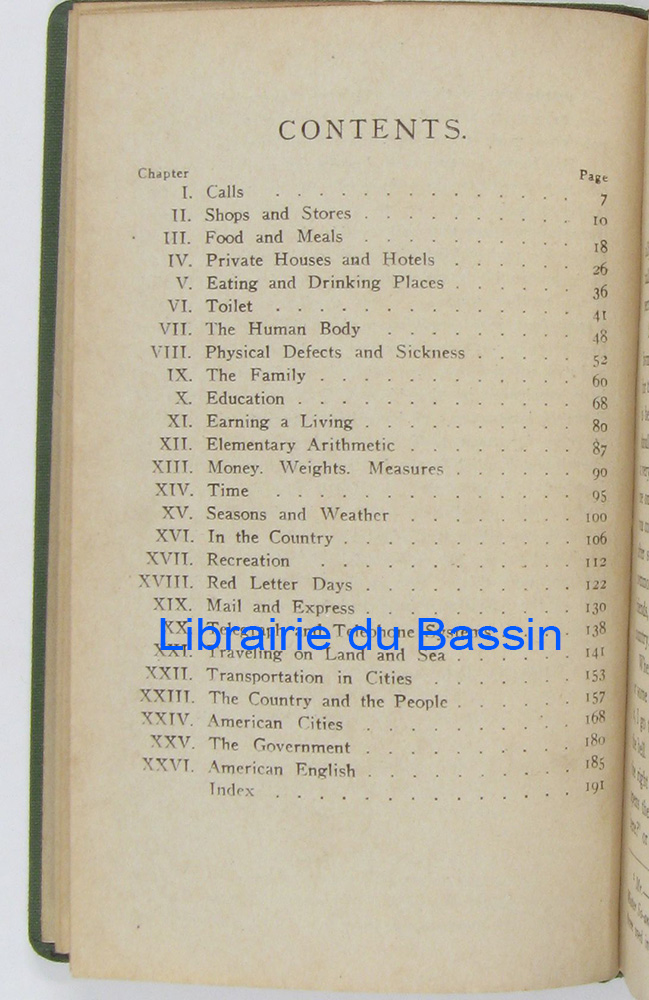 CONTENTS.
Chapter Page
I. Calls . . . . . . . . . . . . 7
II. Shops and Stores . . . . . . . . . 10
III. Food and Meals . . . . . . . . . 18
IV. Private Houses and Hotels . . . . . . 26
V. Eating and Drinking Places . . . . . . 36
VI. Toilet . . . . . . . . . . . . 41
VII. The Human Body . . . . . . . . 48
VIII. Physical Defects and Sickness . . . . . 52
IX. The Family . . . . . . . . . . . 60
X. Education . . . . . . . . . . . . 68
XI. Earning a Living . . . . . . . . . 80
XII. Elementary Arithmetic . . . . . . . 87
XIII. Money. Weights. Measures . . . . . . 90
XIV. Time . . . . . . . . . . . . 95
XV. Seasons and Weather . . . . . . . 100
XVI. In the Country . . . . . . . . . . 106
XVII. Recreation . . . . . . . . . . 112
XVIII. Red Letter Days . . . . . . . . . 122
XIX. Mail and Express . . . . . . . . . 130
XX. Telegraph and Telephone Systems . . . . 138
Librairie du Bassin
XXI. Traveling on Land and Sea . . . . . . 141
XXII. Transportation in Cities . . . . . . 153
XXIII. The Country and the People . . . . . . 157
XXIV. American Cities . . . . . . . . . 168
XXV. The Government . . . . . . . . . 180
XXVI. American English . . . . . . . . . 185
Index . . . . . . . . . . . . . 191